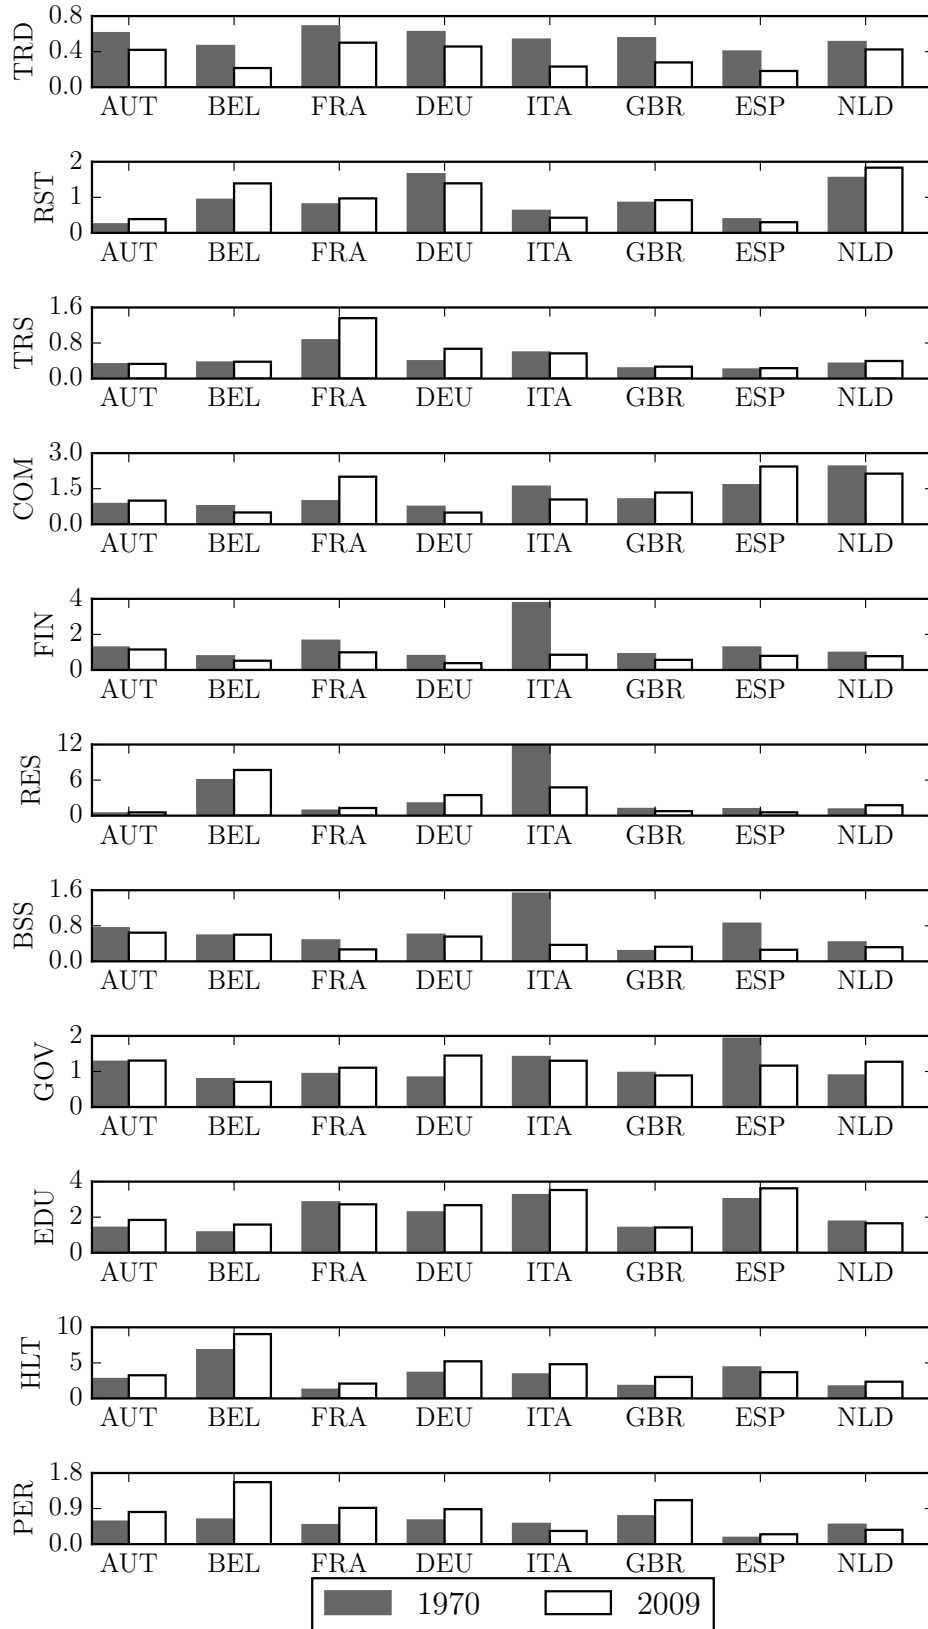 TRD
0.8
0.4
0.0
AUT BEL FRA DEU ITA GBR ESP NLD
RST
2
1
0
AUT BEL FRA DEU ITA GBR ESP NLD
TRS
1.6
0.8
0.0
AUT BEL FRA DEU ITA GBR ESP NLD
COM
3.0
1.5
0.0
AUT BEL FRA DEU ITA GBR ESP NLD
FIN
4
2
0
AUT BEL FRA DEU ITA GBR ESP NLD
RES
12
6
0
AUT BEL FRA DEU ITA GBR ESP NLD
BSS
1.6
0.8
0.0
AUT BEL FRA DEU ITA GBR ESP NLD
GOV
2
1
0
AUT BEL FRA DEU ITA GBR ESP NLD
EDU
4
2
0
AUT BEL FRA DEU ITA GBR ESP NLD
HLT
10
5
0
AUT BEL FRA DEU ITA GBR ESP NLD
PER
1.8
0.9
0.0
AUT BEL FRA DEU ITA GBR ESP NLD
1970 2009